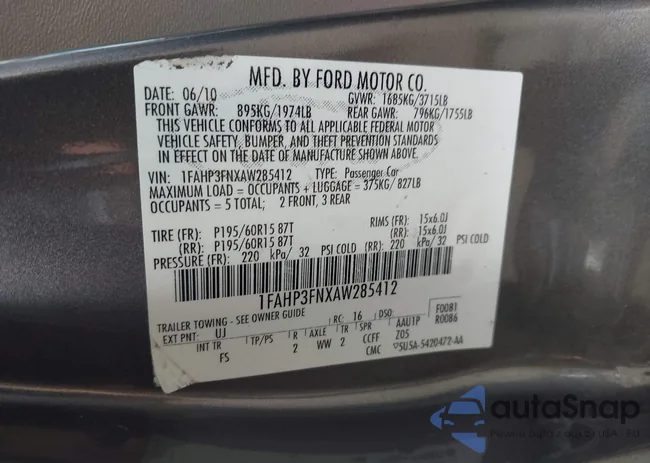 MFD. BY FORD MOTOR CO.
DATE: 06/10 GVWR: 1685KG/3715LB
FRONT GAWR: 895KG/1974LB REAR GAWR: 796KG/1755LB
THIS VEHICLE CONFORMS TO ALL APPLICABLE FEDERAL MOTOR
VEHICLE SAFETY, BUMPER, AND THEFT PREVENTION STANDARDS
IN EFFECT ON THE DATE OF MANUFACTURE SHOWN ABOVE.
VIN: 1FAHP3FNXAW285412 TYPE: Passenger Car
MAXIMUM LOAD = OCCUPANTS + LUGGAGE = 375KG/ 827LB
OCCUPANTS = 5 TOTAL; 2 FRONT, 3 REAR
TIRE (FR): P195/60R15 87T RIMS (FR): 15x6.0J
(RR): P195/60R15 87T (RR): 15x6.0J
PRESSURE (FR): 220 kPa/ 32 PSI COLD (RR): 220 kPa/ 32 PSI COLD
1FAHP3FNXAW285412
TRAILER TOWING - SEE OWNER GUIDE RC: 16 DSO: F0081
EXT PNT: UJ AAU1P R0086
INT TR TP/PS R AXLE TR SPR Z05
FS 2 WW 2 CCFF
CMC 5U5A-5420472-AA
autoSnap